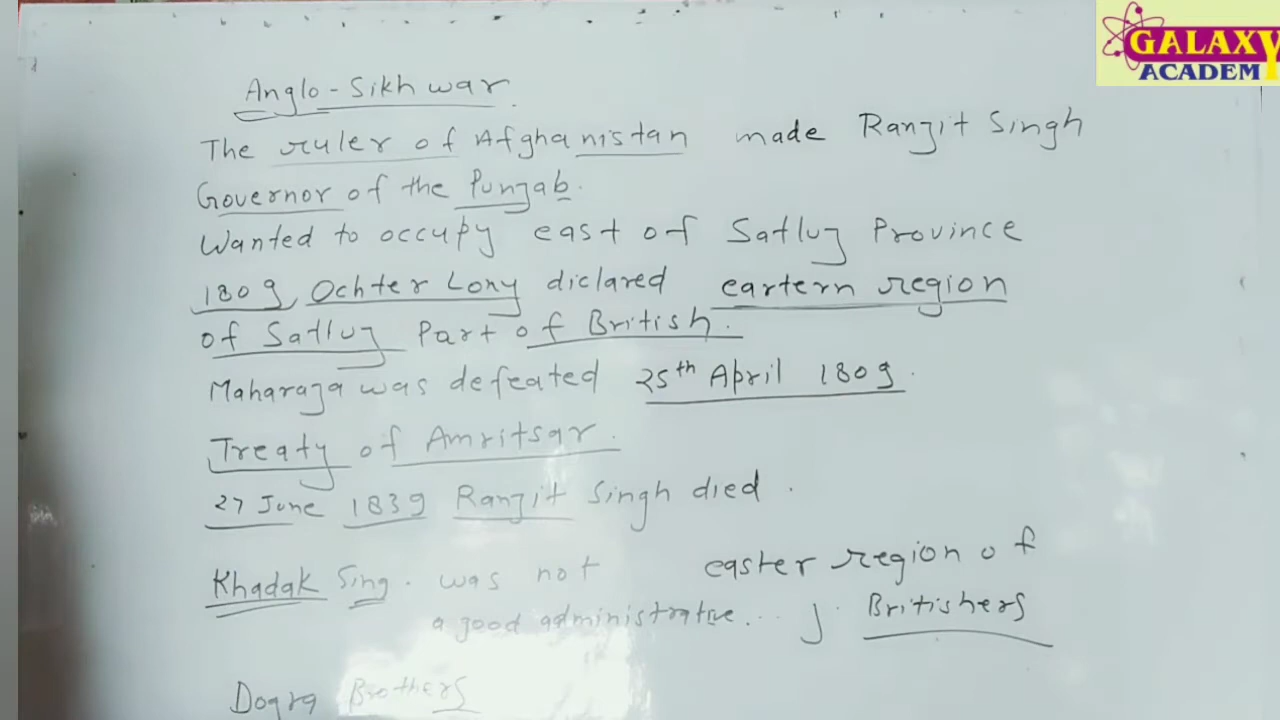 GALAXY
ACADEM
Anglo-Sikh war.
The ruler of Afghanistan made Ranjit Singh
Governor of the Punjab.
Wanted to occupy east of Satluj Province
1809, Ochter Lony diclared eartern region
of Satluj Part of British.
Maharaja was defeated 25th April 1809.
Treaty of Amritsar.
27 June 1839 Ranjit Singh died.
Khadak Sing. was not easter region of
a good administrative... Britishers
Dogra Brothers